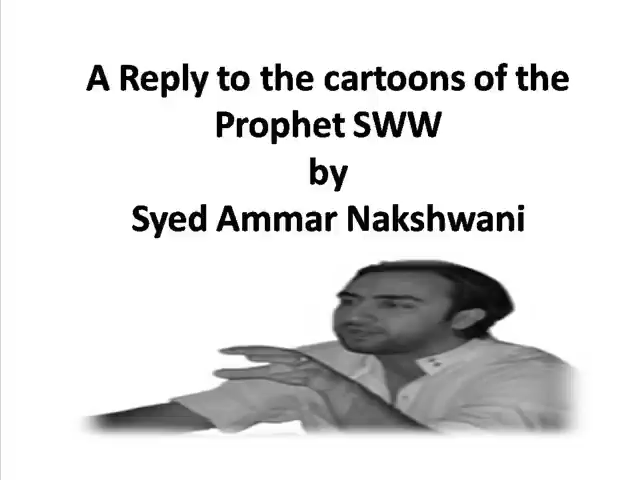 A Reply to the cartoons of the
Prophet SWW
by
Syed Ammar Nakshwani